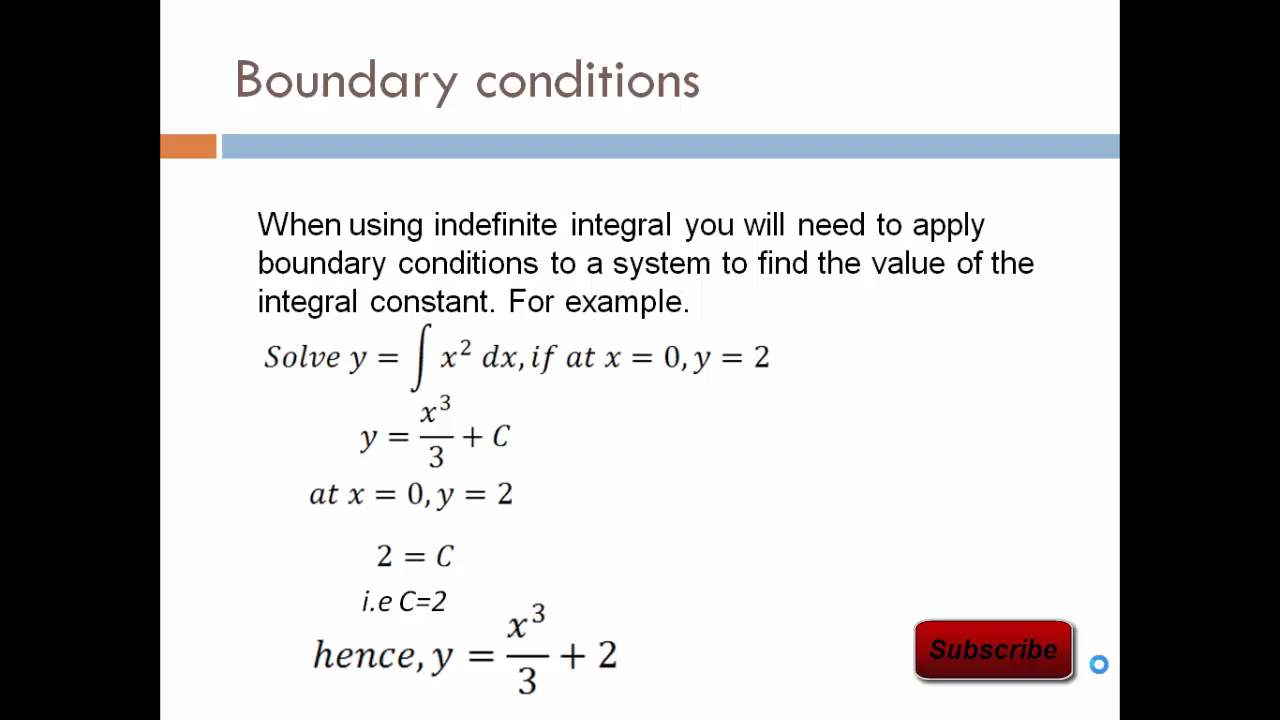 Boundary conditions
When using indefinite integral you will need to apply
boundary conditions to a system to find the value of the
integral constant. For example.
Solve y = ∫ x² dx, if at x = 0, y = 2
y = x³/3 + C
at x = 0, y = 2
2 = C
i.e C=2
hence, y = x³/3 + 2
Subscribe